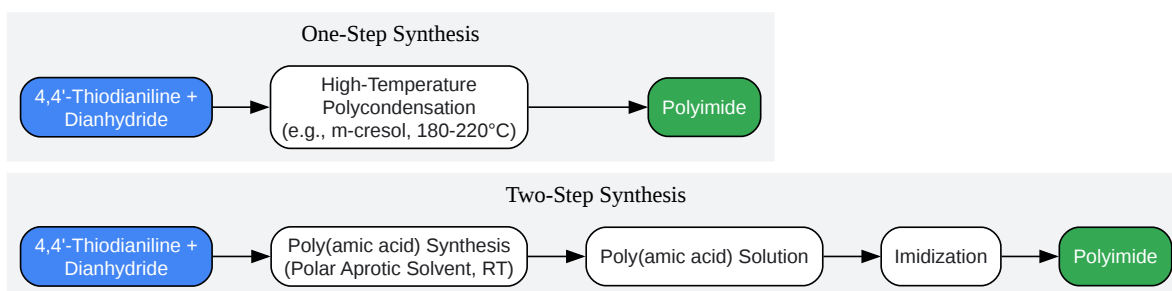 One-Step Synthesis
4,4'-Thiodianiline +
Dianhydride
High-Temperature
Polycondensation
(e.g., m-cresol, 180-220°C)
Polyimide
Two-Step Synthesis
4,4'-Thiodianiline +
Dianhydride
Poly(amic acid) Synthesis
(Polar Aprotic Solvent, RT)
Poly(amic acid) Solution
Imidization
Polyimide